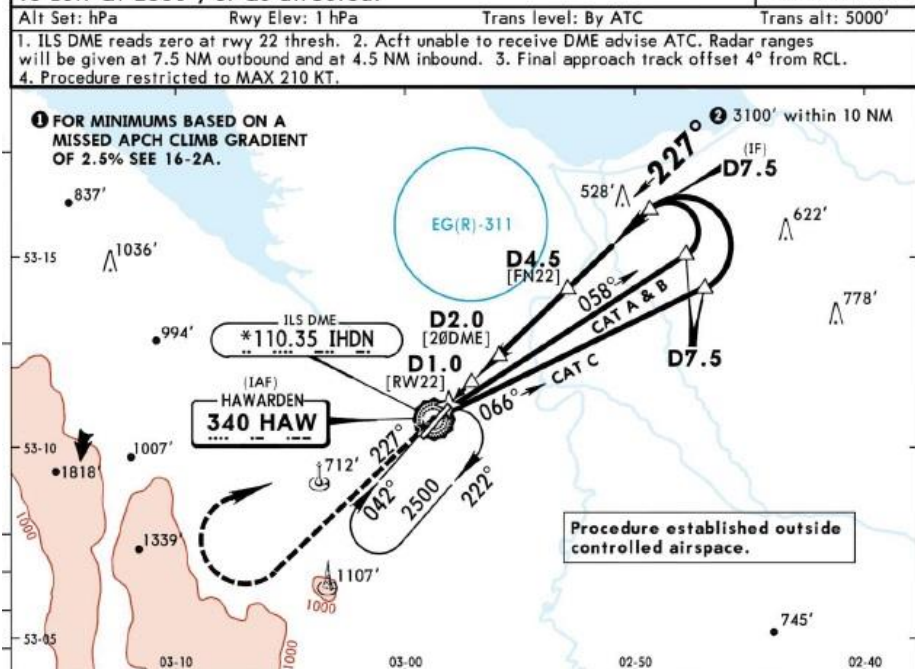 Alt Set: hPa Rwy Elev: 1 hPa Trans level: By ATC Trans alt: 5000'
1. ILS DME reads zero at rwy 22 thresh. 2. Acft unable to receive DME advise ATC. Radar ranges
will be given at 7.5 NM outbound and at 4.5 NM inbound. 3. Final approach track offset 4° from RCL.
4. Procedure restricted to MAX 210 KT.
1 FOR MINIMUMS BASED ON A
MISSED APCH CLIMB GRADIENT
OF 2.5% SEE 16-2A.
2 3100' within 10 NM
227°
(IF)
D7.5
528'
837'
622'
EG(R)-311
1036'
53-15
D4.5
[FN22]
058°
CAT A & B
778'
D2.0
[20DME]
994'
ILS DME
*110.35 IHDN
D7.5
D1.0
[RW22]
066°
CAT C
(IAF)
HAWARDEN
340 HAW
227°
53-10
1007'
1818'
712'
042°
2500
222°
1000
1339'
Procedure established outside
controlled airspace.
1107'
1000
745'
53-05
1000
03-10 03-00 02-50 02-40